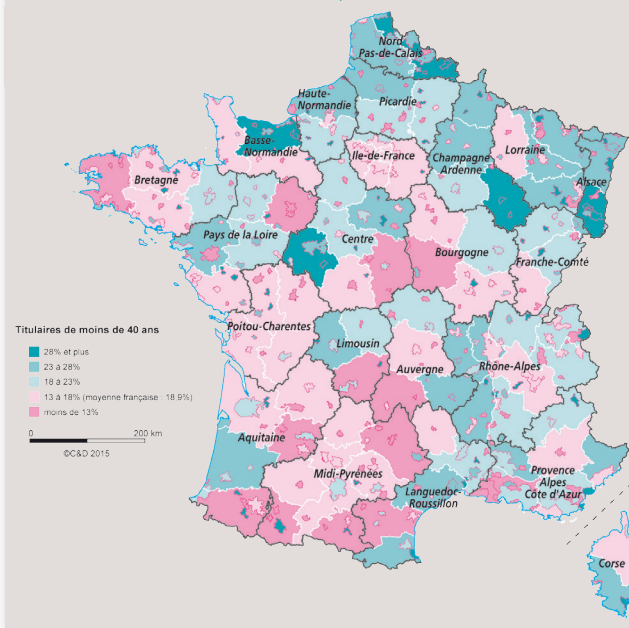 Nord
Pas-de-Calais
Haute-
Normandie
Picardie
Basse-
Normandie
Ile-de-France
Champagne
Ardenne
Lorraine
Alsace
Bretagne
Pays de la Loire
Centre
Bourgogne
Franche-Comté
Poitou-Charentes
Limousin
Auvergne
Rhône-Alpes
Aquitaine
Midi-Pyrénées
Languedoc-
Roussillon
Provence
Alpes
Côte d'Azur
Corse
Titulaires de moins de 40 ans
28% et plus
23 à 28%
18 à 23%
13 à 18% (moyenne française : 18.9%)
moins de 13%
0 200 km
©C&D 2015